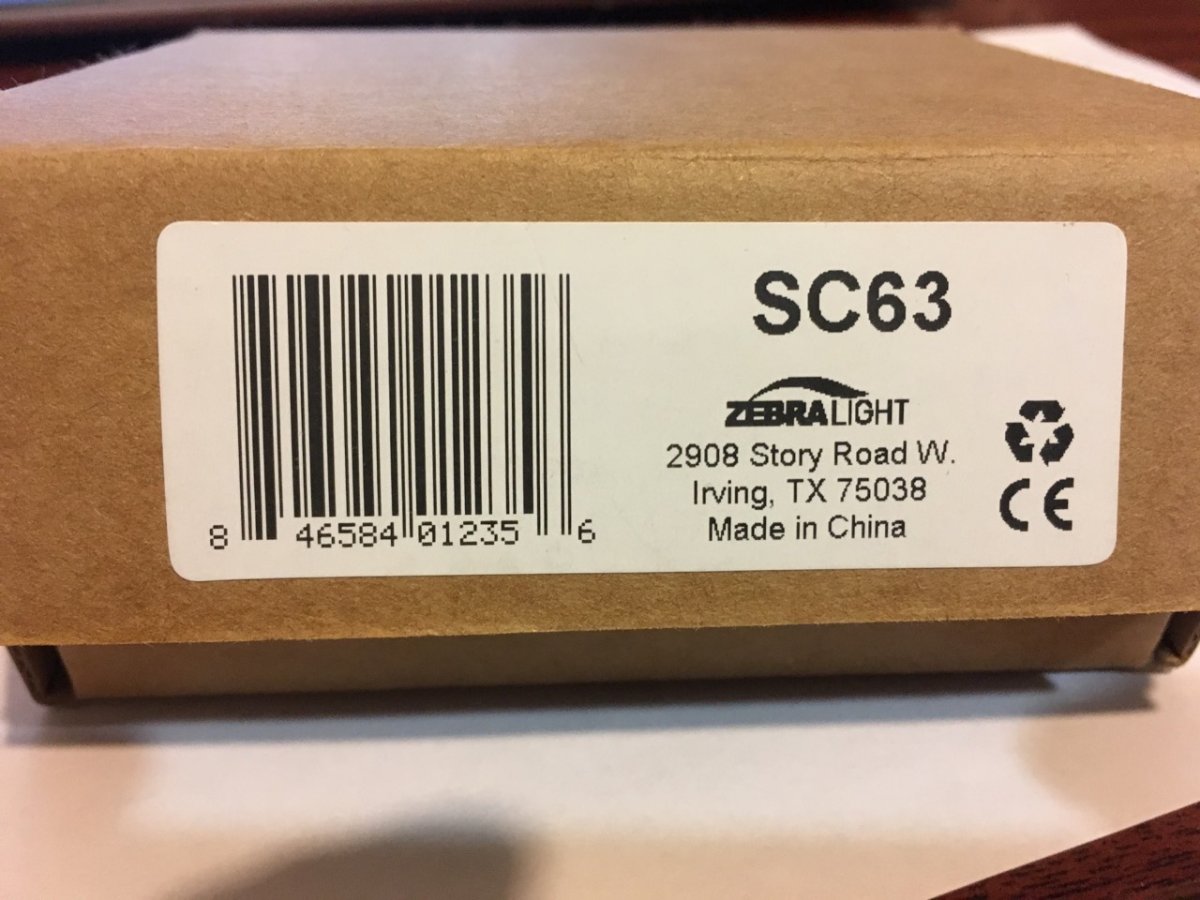 SC63
ZEBRALIGHT
2908 Story Road W.
Irving, TX 75038
Made in China
CE
8 46584 01235 6